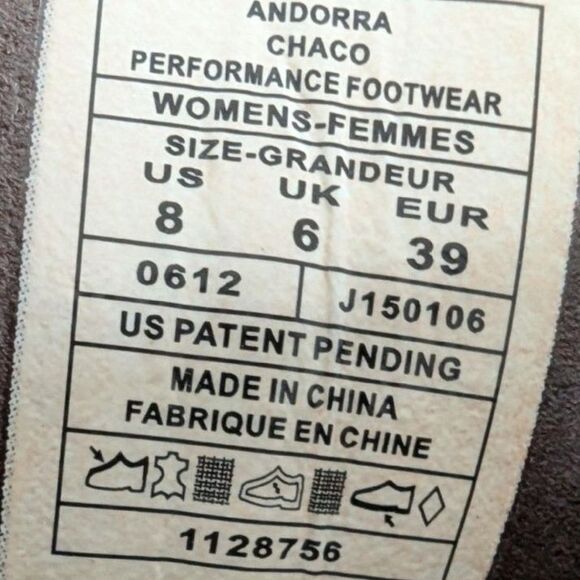 ANDORRA
CHACO
PERFORMANCE FOOTWEAR
WOMENS-FEMMES
SIZE-GRANDEUR
US UK EUR
8 6 39
0612 J150106
US PATENT PENDING
MADE IN CHINA
FABRIQUE EN CHINE
1128756